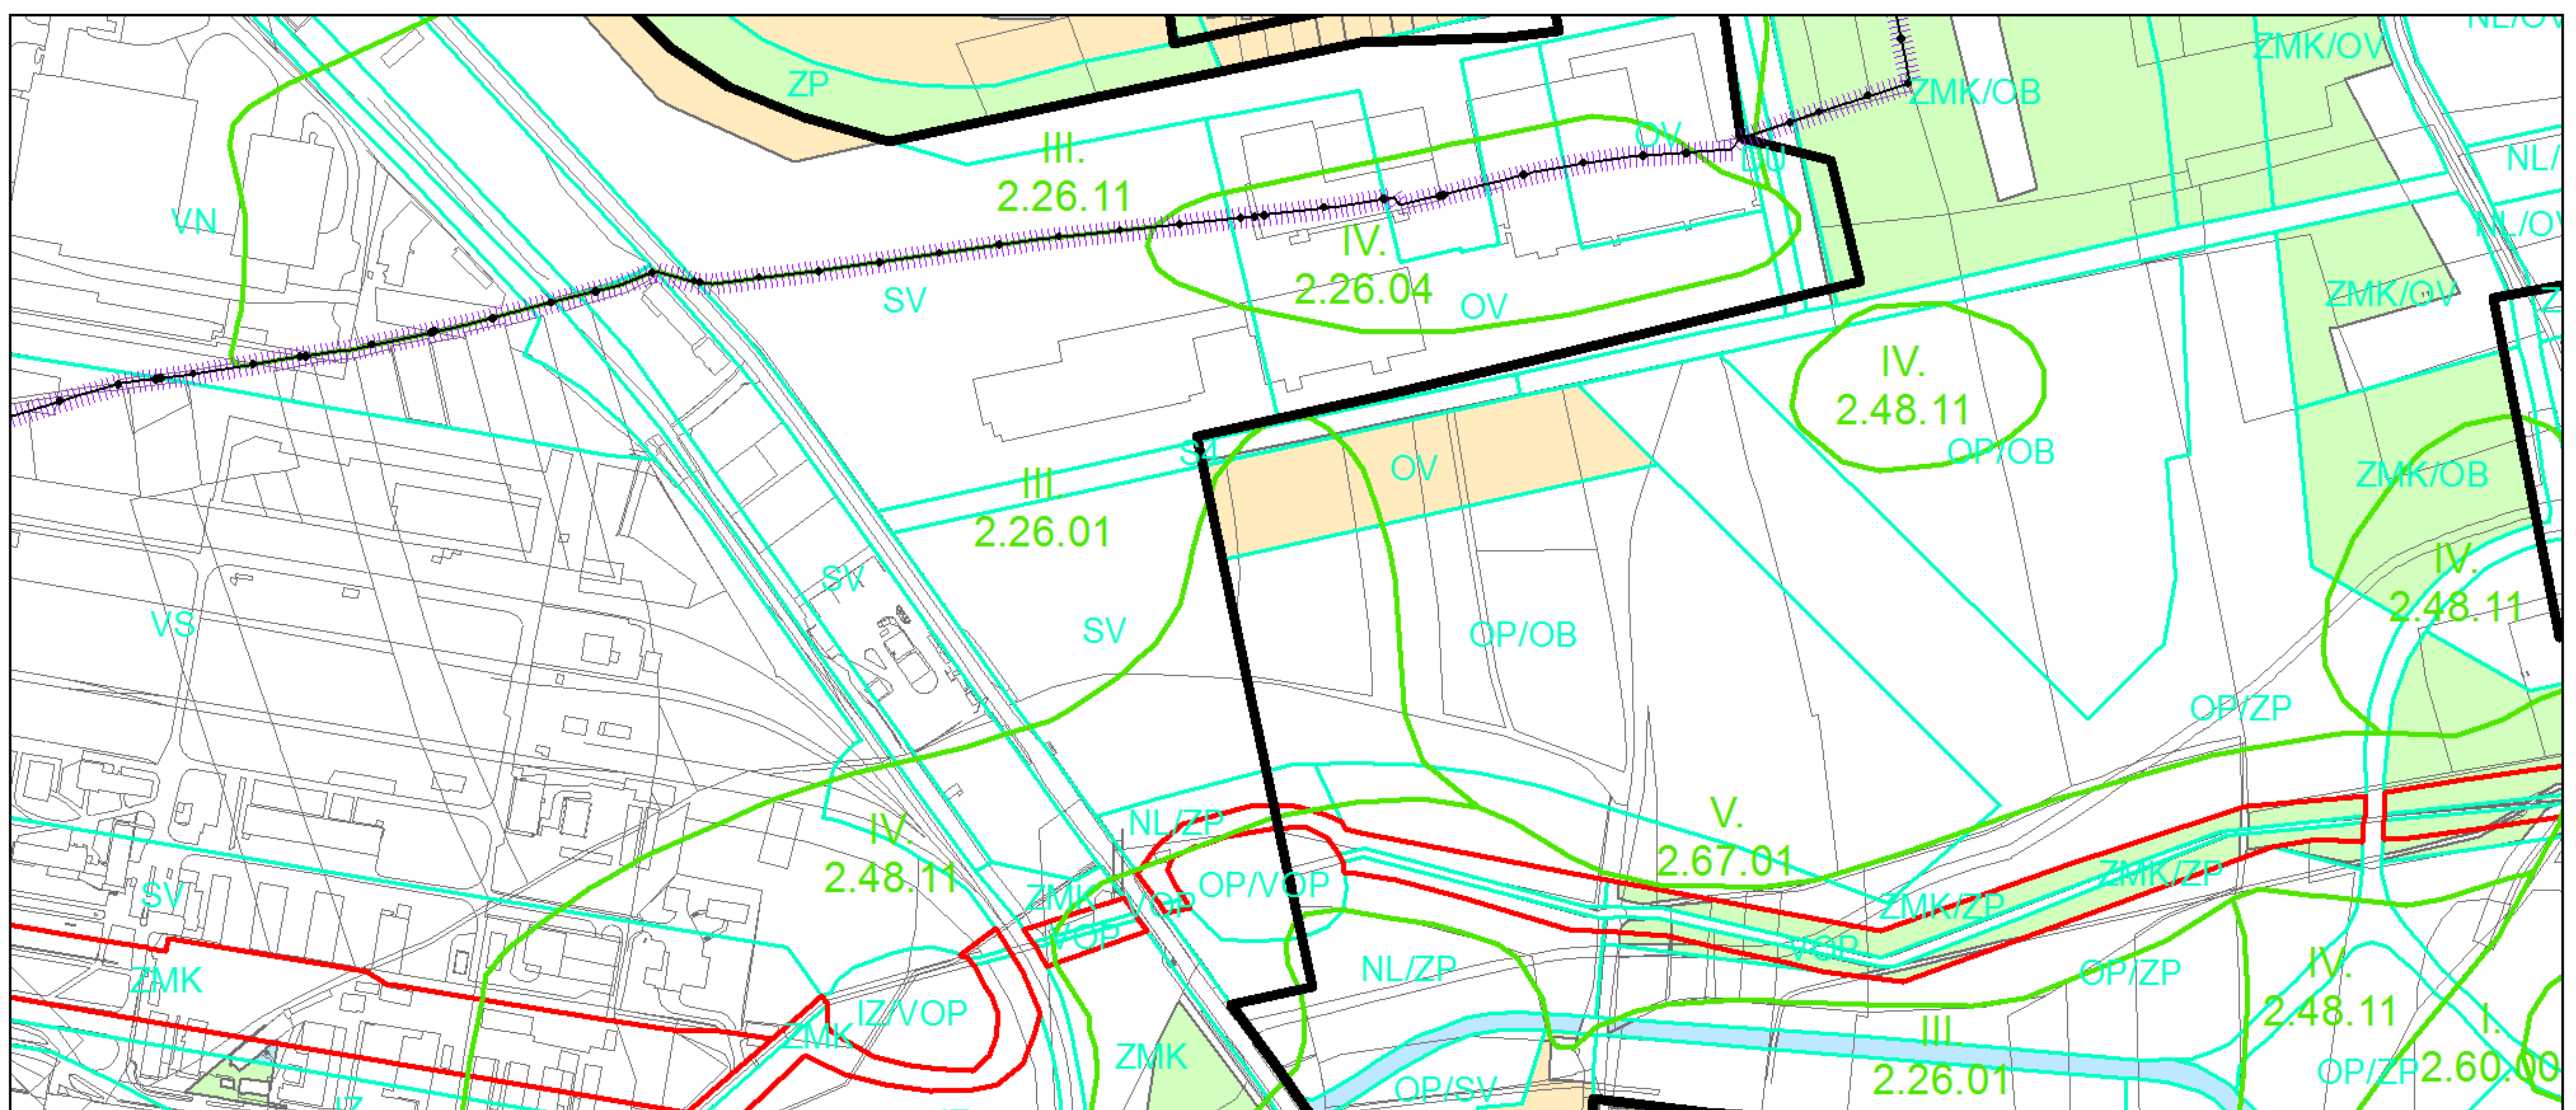 ZP
ZMK/OV
ZMK/OB
OV
III.
2.26.11
NL/
VN
IV.
2.26.04
SV
OV
ZMK/OV
IV.
2.48.11
OP/OB
S4
OV
ZMK/OB
III.
2.26.01
SV
IV.
2.48.11
VS
SV
OP/OB
OP/ZP
NL/ZP
V.
2.67.01
IV.
2.48.11
SV
ZMK
VOP
OP/VOP
ZMK/ZP
ZMK/ZP
VOP
VOP
ZMK
NL/ZP
OP/ZP
IV.
2.48.11
IZ/VOP
ZMK
ZMK
III.
2.26.01
I.
2.60.00
OP/SV
OP/ZP